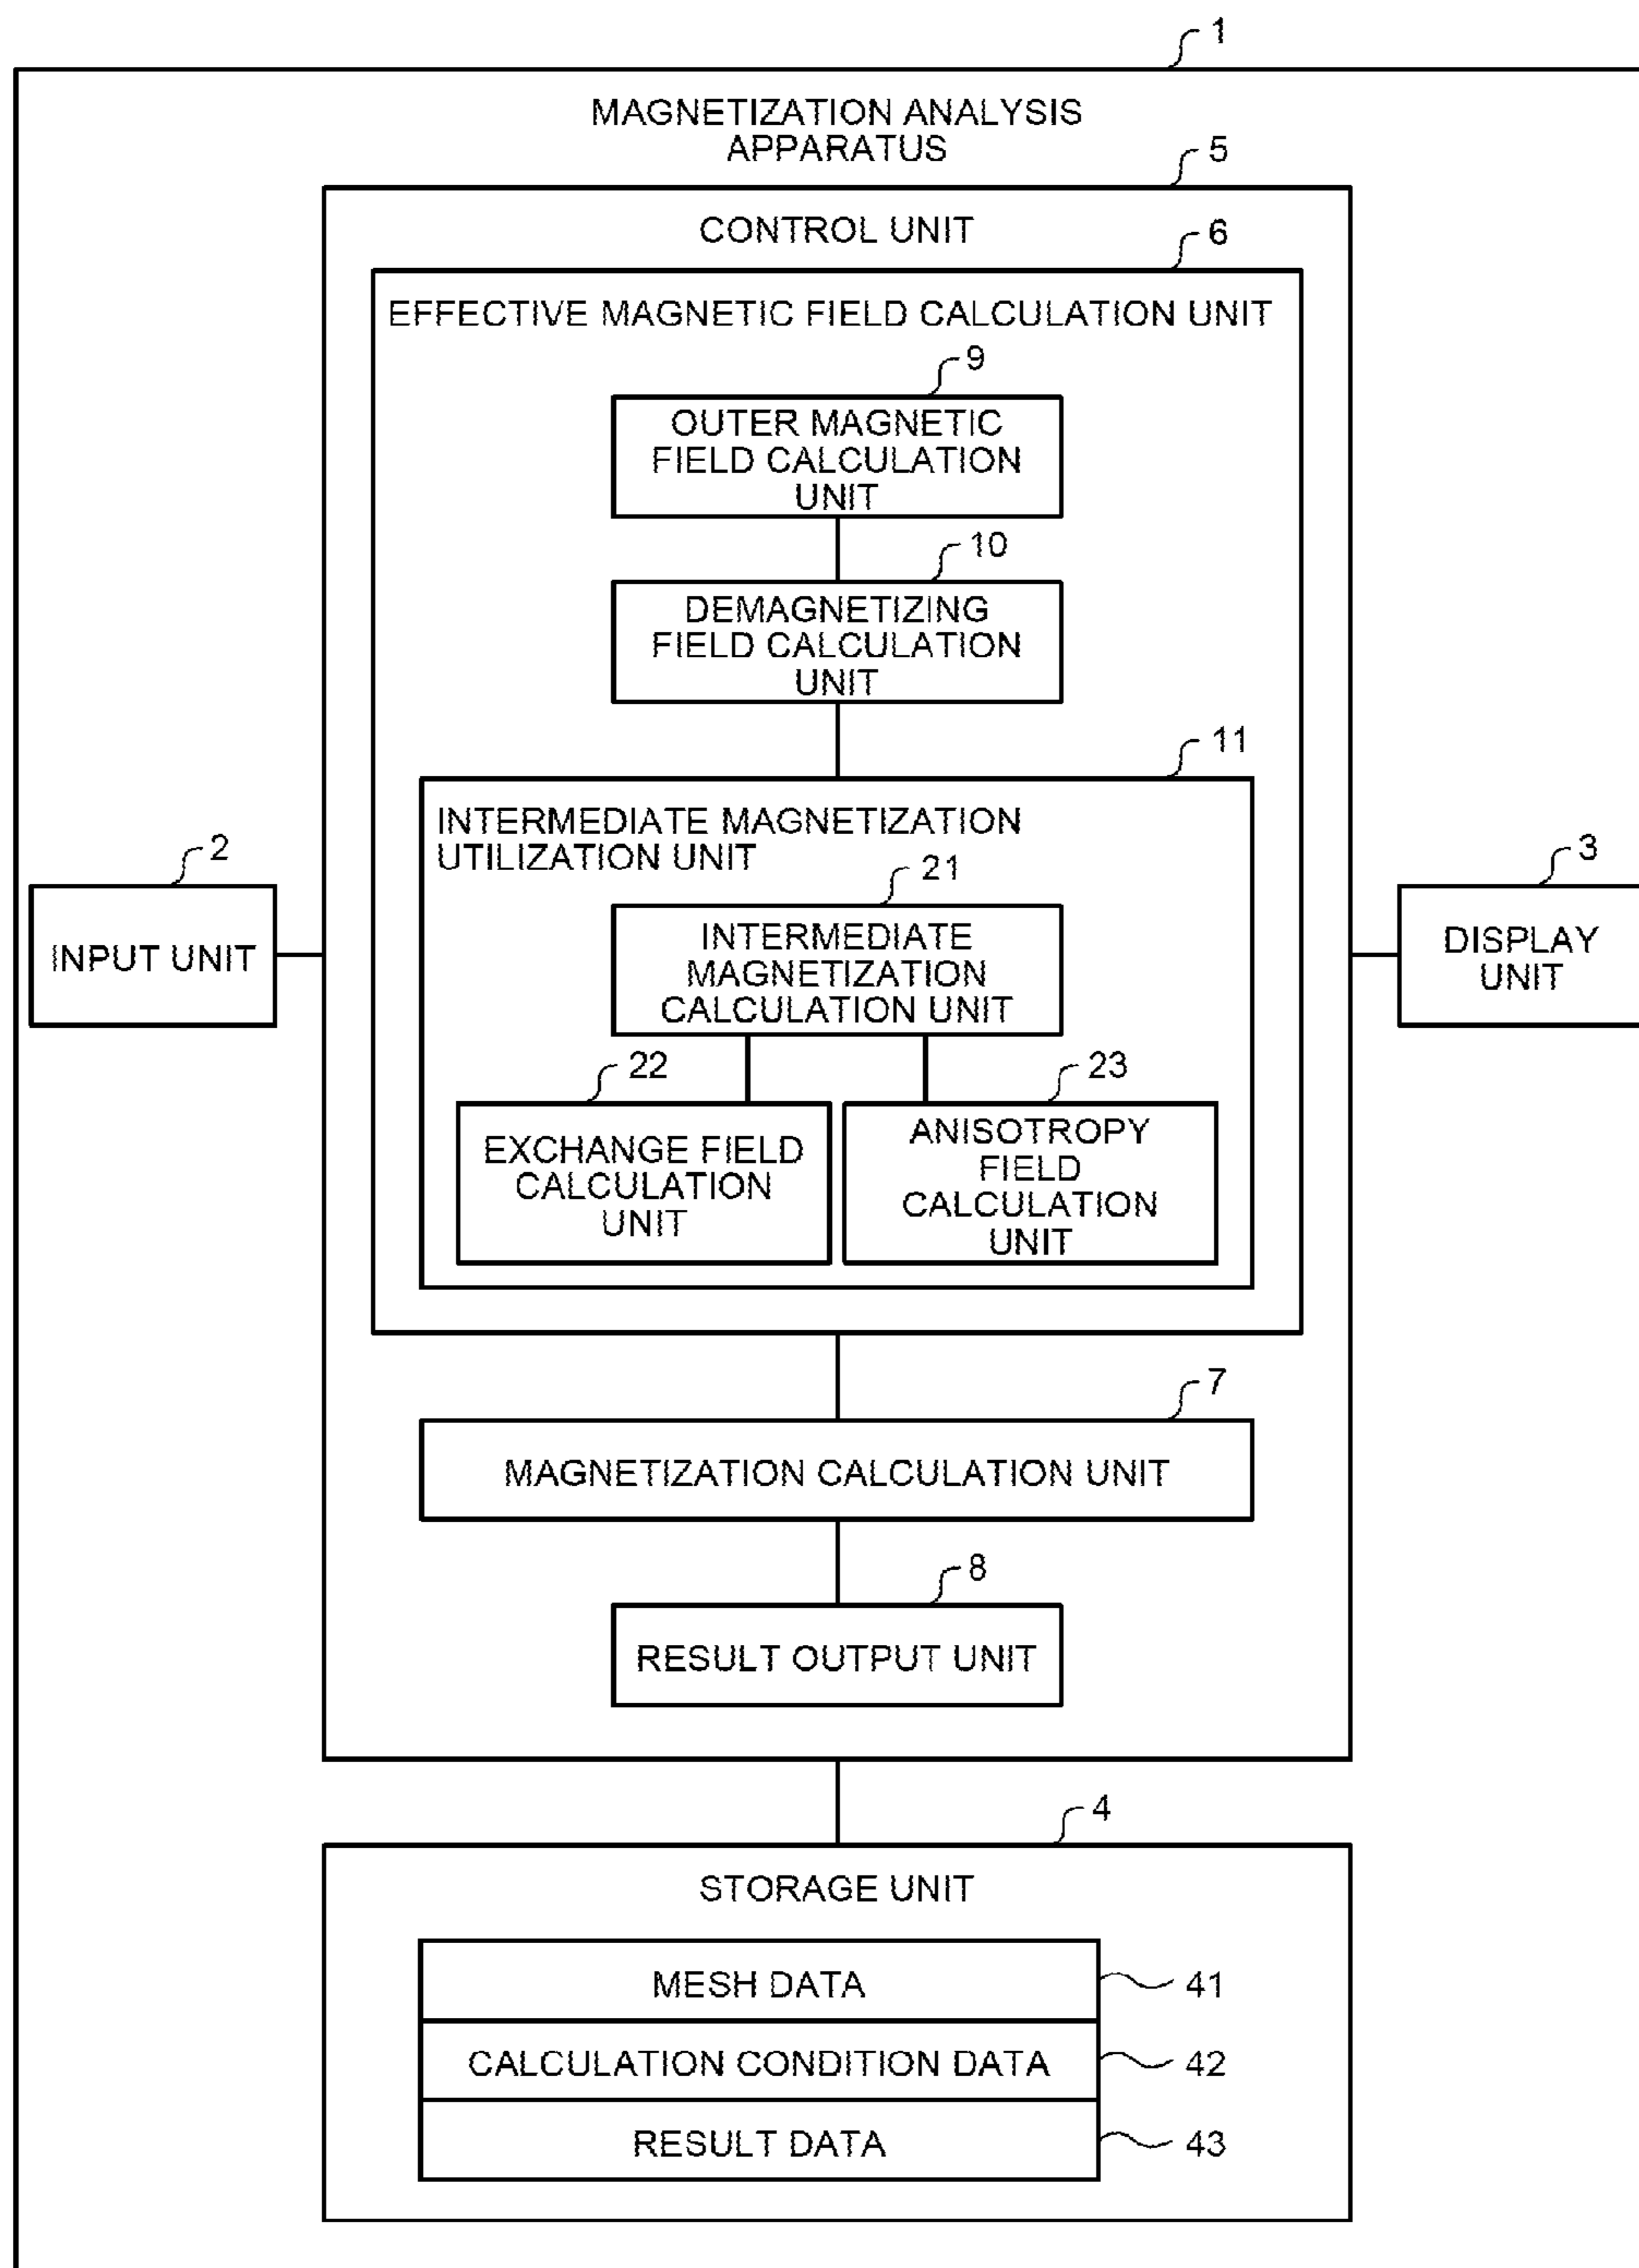 1
MAGNETIZATION ANALYSIS
APPARATUS
5
CONTROL UNIT
6
EFFECTIVE MAGNETIC FIELD CALCULATION UNIT
9
OUTER MAGNETIC
FIELD CALCULATION
UNIT
10
DEMAGNETIZING
FIELD CALCULATION
UNIT
11
INTERMEDIATE MAGNETIZATION
UTILIZATION UNIT
21
INTERMEDIATE
MAGNETIZATION
CALCULATION UNIT
22
EXCHANGE FIELD
CALCULATION
UNIT
23
ANISOTROPY
FIELD
CALCULATION
UNIT
2
INPUT UNIT
3
DISPLAY
UNIT
7
MAGNETIZATION CALCULATION UNIT
8
RESULT OUTPUT UNIT
4
STORAGE UNIT
MESH DATA
41
CALCULATION CONDITION DATA
42
RESULT DATA
43